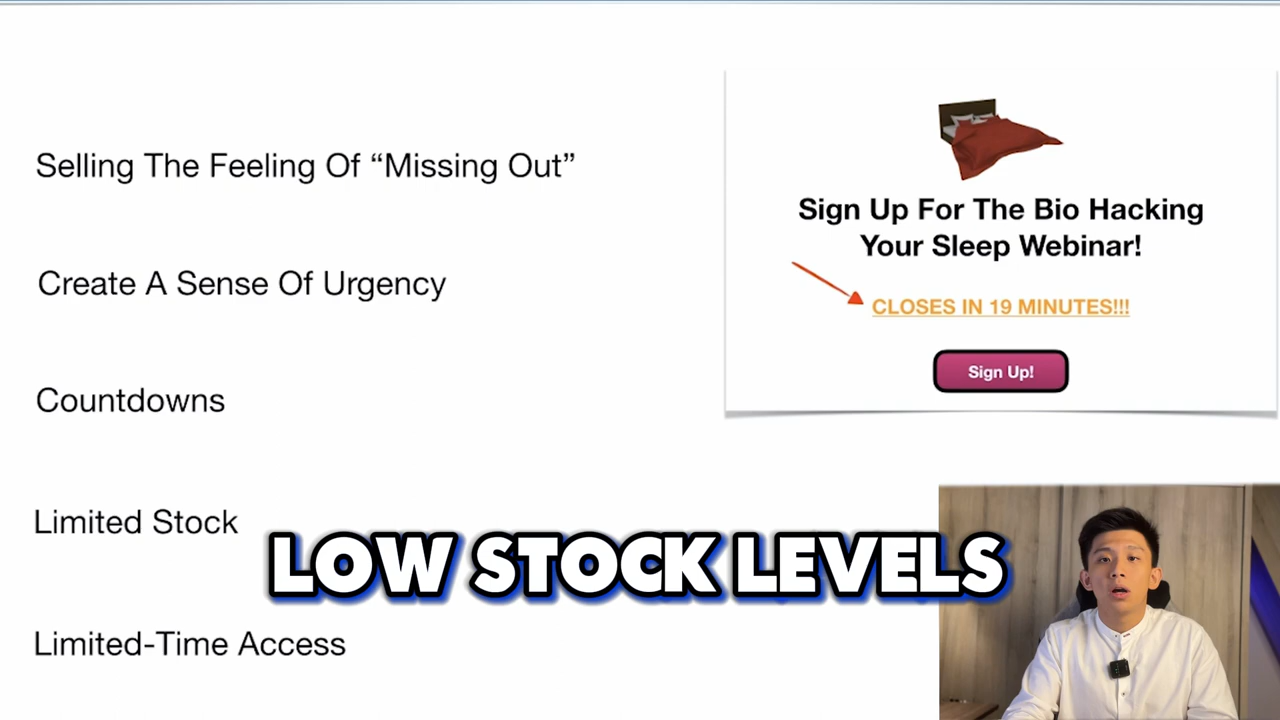 Selling The Feeling Of “Missing Out”
Create A Sense Of Urgency
Countdowns
Limited Stock
Limited-Time Access
Sign Up For The Bio Hacking
Your Sleep Webinar!
CLOSES IN 19 MINUTES!!!
Sign Up!
LOW STOCK LEVELS